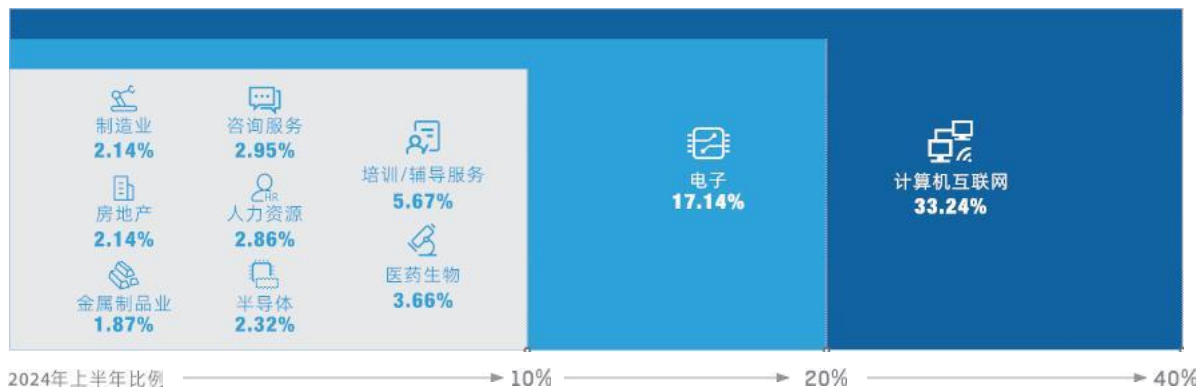 制造业
2.14%
咨询服务
2.95%
房地产
2.14%
HR
人力资源
2.86%
金属制品业
1.87%
半导体
2.32%
培训/辅导服务
5.67%
医药生物
3.66%
电子
17.14%
计算机互联网
33.24%
2024年上半年比例
10%
20%
40%